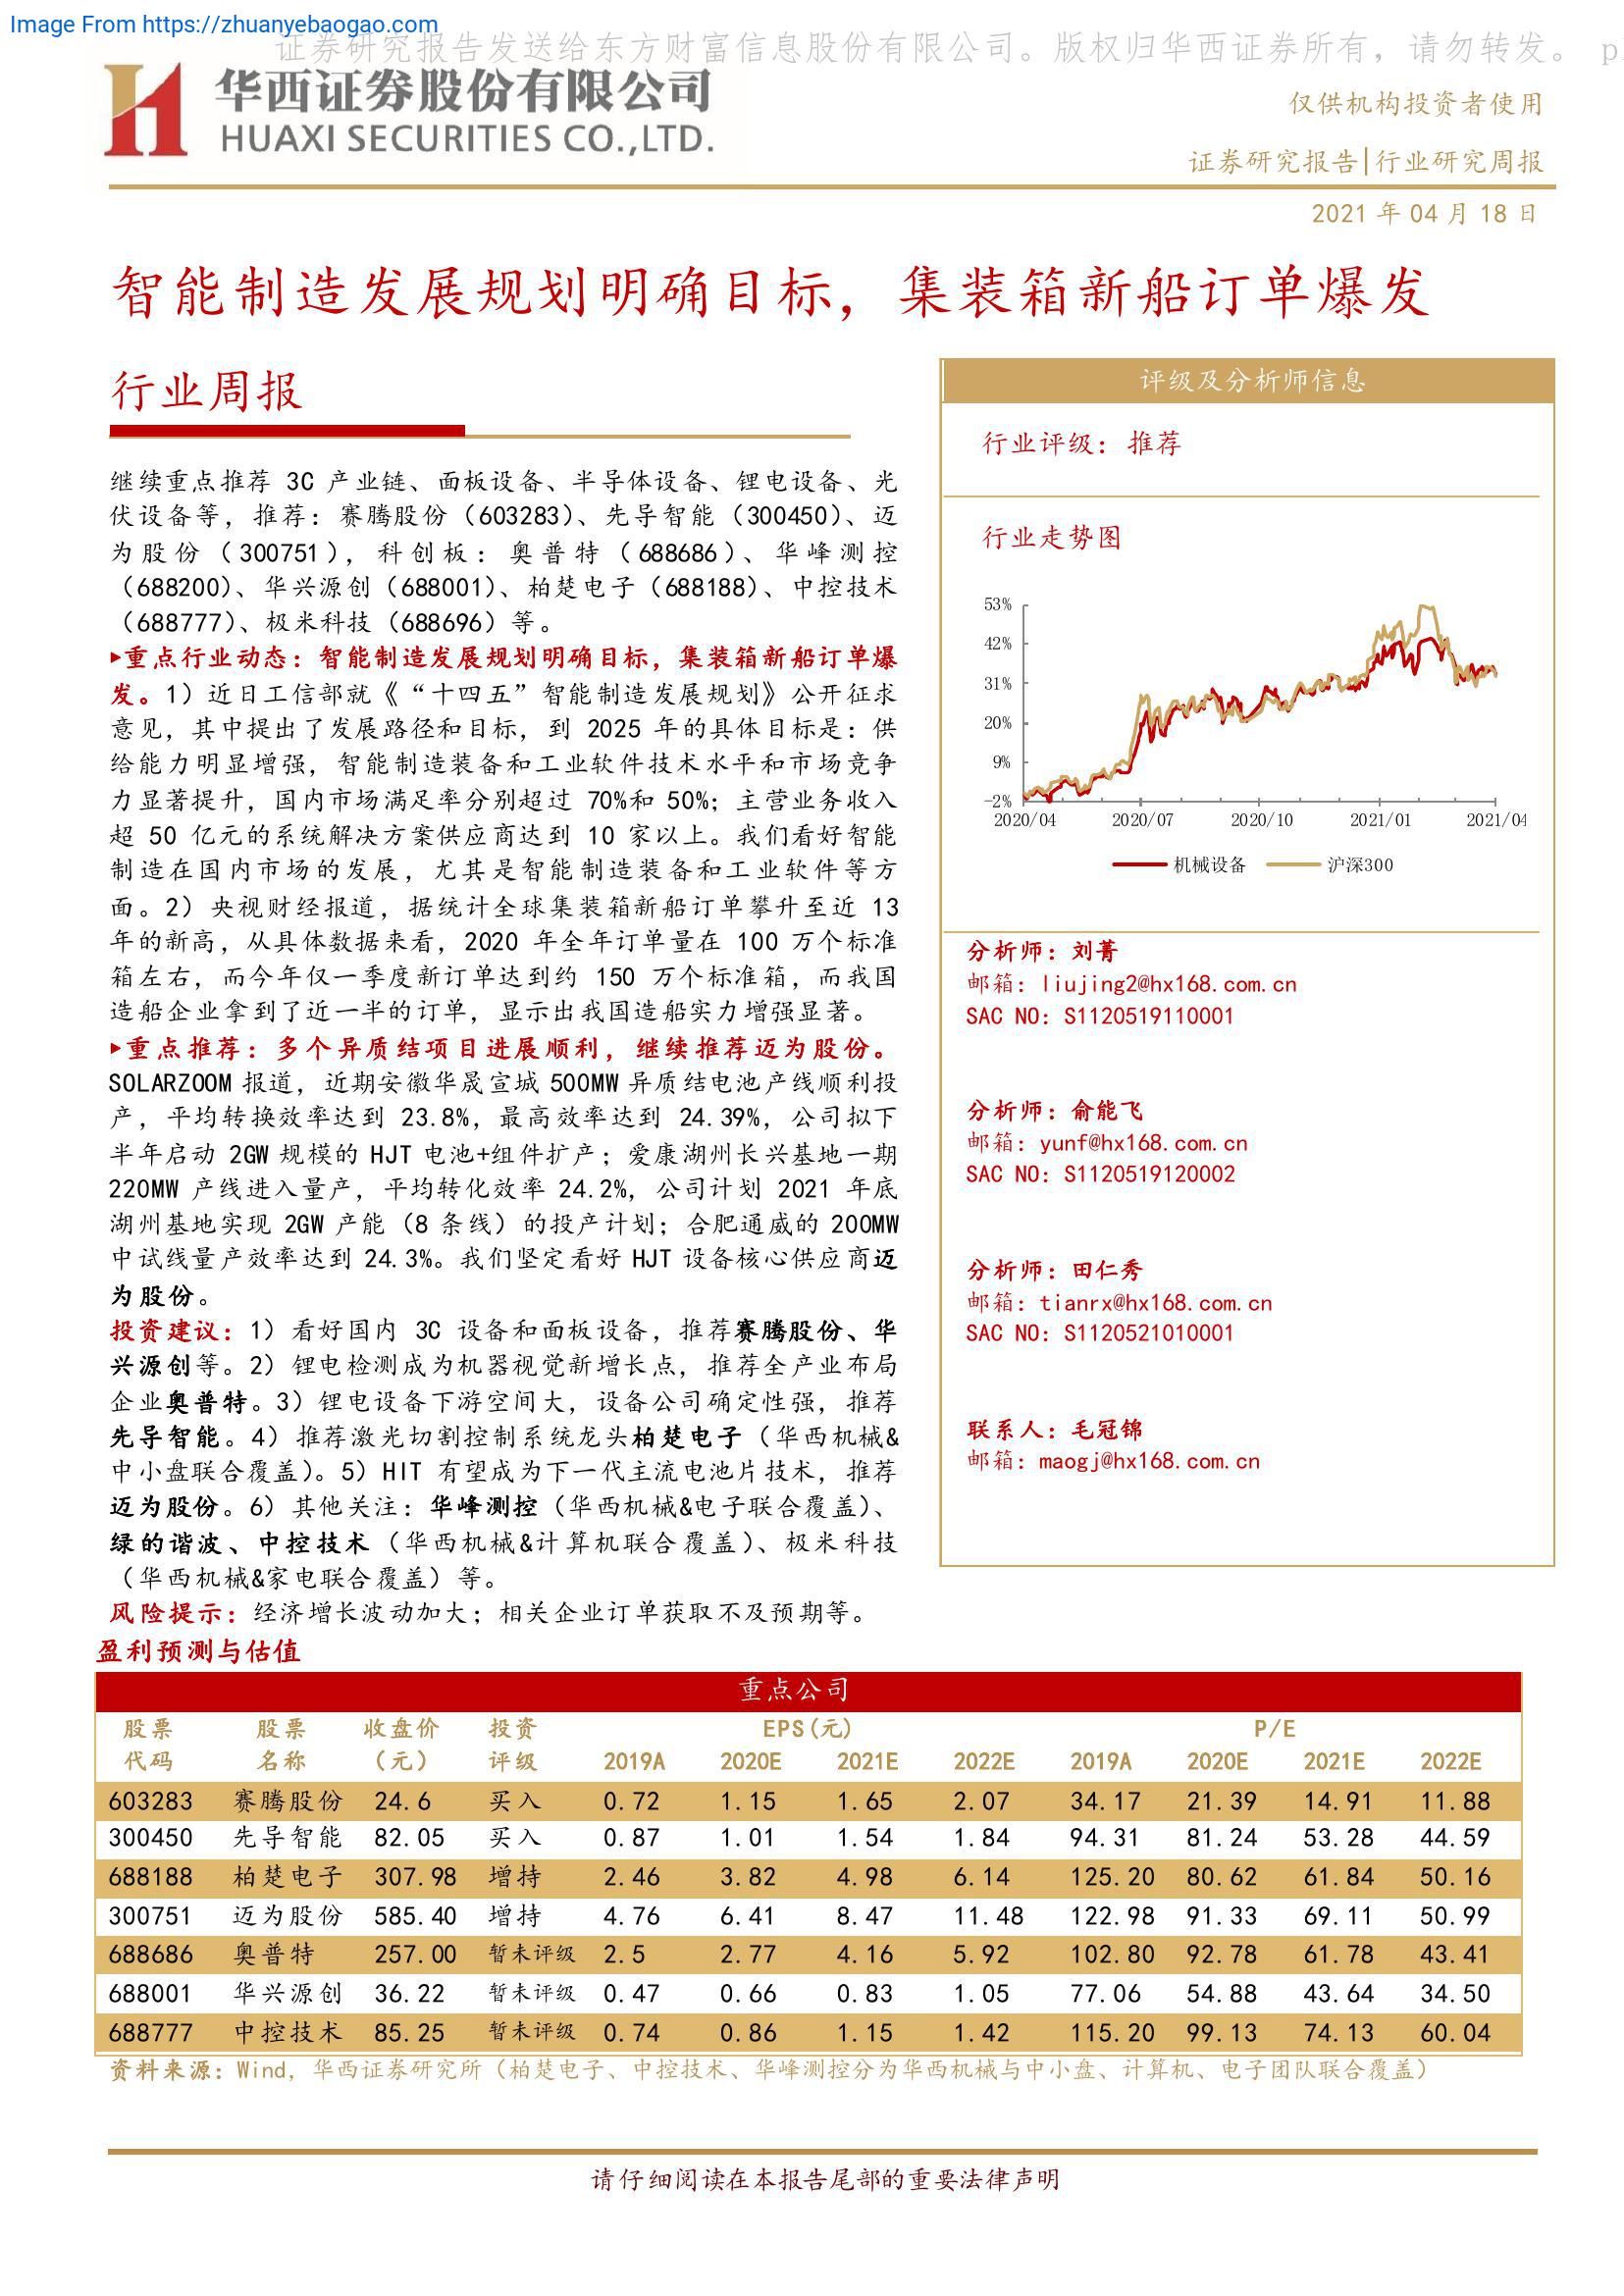 Image From https://zhuanyebaogao.com
证券研究报告发送给东方财富信息股份有限公司。版权归华西证券所有，请勿转发。 p
华西证券股份有限公司
HUAXI SECURITIES CO.,LTD.
仅供机构投资者使用
证券研究报告|行业研究周报
2021 年 04 月 18 日
智能制造发展规划明确目标，集装箱新船订单爆发
行业周报
继续重点推荐 3C 产业链、面板设备、半导体设备、锂电设备、光
伏设备等，推荐：赛腾股份（603283）、先导智能（300450）、迈
为股份（300751），科创板：奥普特（688686）、华峰测控
（688200）、华兴源创（688001）、柏楚电子（688188）、中控技术
（688777）、极米科技（688696）等。
▶重点行业动态：智能制造发展规划明确目标，集装箱新船订单爆
发。1）近日工信部就《“十四五”智能制造发展规划》公开征求
意见，其中提出了发展路径和目标，到 2025 年的具体目标是：供
给能力明显增强，智能制造装备和工业软件技术水平和市场竞争
力显著提升，国内市场满足率分别超过 70%和 50%；主营业务收入
超 50 亿元的系统解决方案供应商达到 10 家以上。我们看好智能
制造在国内市场的发展，尤其是智能制造装备和工业软件等方
面。2）央视财经报道，据统计全球集装箱新船订单攀升至近 13
年的新高，从具体数据来看，2020 年全年订单量在 100 万个标准
箱左右，而今年仅一季度新订单达到约 150 万个标准箱，而我国
造船企业拿到了近一半的订单，显示出我国造船实力增强显著。
▶重点推荐：多个异质结项目进展顺利，继续推荐迈为股份。
SOLARZOOM 报道，近期安徽华晟宣城 500MW 异质结电池产线顺利投
产，平均转换效率达到 23.8%，最高效率达到 24.39%，公司拟下
半年启动 2GW 规模的 HJT 电池+组件扩产；爱康湖州长兴基地一期
220MW 产线进入量产，平均转化效率 24.2%，公司计划 2021 年底
湖州基地实现 2GW 产能（8 条线）的投产计划；合肥通威的 200MW
中试线量产效率达到 24.3%。我们坚定看好 HJT 设备核心供应商迈
为股份。
投资建议：1）看好国内 3C 设备和面板设备，推荐赛腾股份、华
兴源创等。2）锂电检测成为机器视觉新增长点，推荐全产业布局
企业奥普特。3）锂电设备下游空间大，设备公司确定性强，推荐
先导智能。4）推荐激光切割控制系统龙头柏楚电子（华西机械&
中小盘联合覆盖）。5）HIT 有望成为下一代主流电池片技术，推荐
迈为股份。6）其他关注：华峰测控（华西机械&电子联合覆盖）、
绿的谐波、中控技术（华西机械&计算机联合覆盖）、极米科技
（华西机械&家电联合覆盖）等。
风险提示：经济增长波动加大；相关企业订单获取不及预期等。
评级及分析师信息
行业评级：推荐
行业走势图
53%
42%
31%
20%
9%
-2%
2020/04 2020/07 2020/10 2021/01 2021/04
机械设备 沪深300
分析师：刘菁
邮箱：liujing2@hx168.com.cn
SAC NO：S1120519110001
分析师：俞能飞
邮箱：yunf@hx168.com.cn
SAC NO：S1120519120002
分析师：田仁秀
邮箱：tianrx@hx168.com.cn
SAC NO：S1120521010001
联系人：毛冠锦
邮箱：maogj@hx168.com.cn
盈利预测与估值
重点公司
股票 股票 收盘价 投资 EPS(元) P/E
代码 名称 （元） 评级 2019A 2020E 2021E 2022E 2019A 2020E 2021E 2022E
603283 赛腾股份 24.6 买入 0.72 1.15 1.65 2.07 34.17 21.39 14.91 11.88
300450 先导智能 82.05 买入 0.87 1.01 1.54 1.84 94.31 81.24 53.28 44.59
688188 柏楚电子 307.98 增持 2.46 3.82 4.98 6.14 125.20 80.62 61.84 50.16
300751 迈为股份 585.40 增持 4.76 6.41 8.47 11.48 122.98 91.33 69.11 50.99
688686 奥普特 257.00 暂未评级 2.5 2.77 4.16 5.92 102.80 92.78 61.78 43.41
688001 华兴源创 36.22 暂未评级 0.47 0.66 0.83 1.05 77.06 54.88 43.64 34.50
688777 中控技术 85.25 暂未评级 0.74 0.86 1.15 1.42 115.20 99.13 74.13 60.04
资料来源：Wind，华西证券研究所（柏楚电子、中控技术、华峰测控分为华西机械与中小盘、计算机、电子团队联合覆盖）
请仔细阅读在本报告尾部的重要法律声明